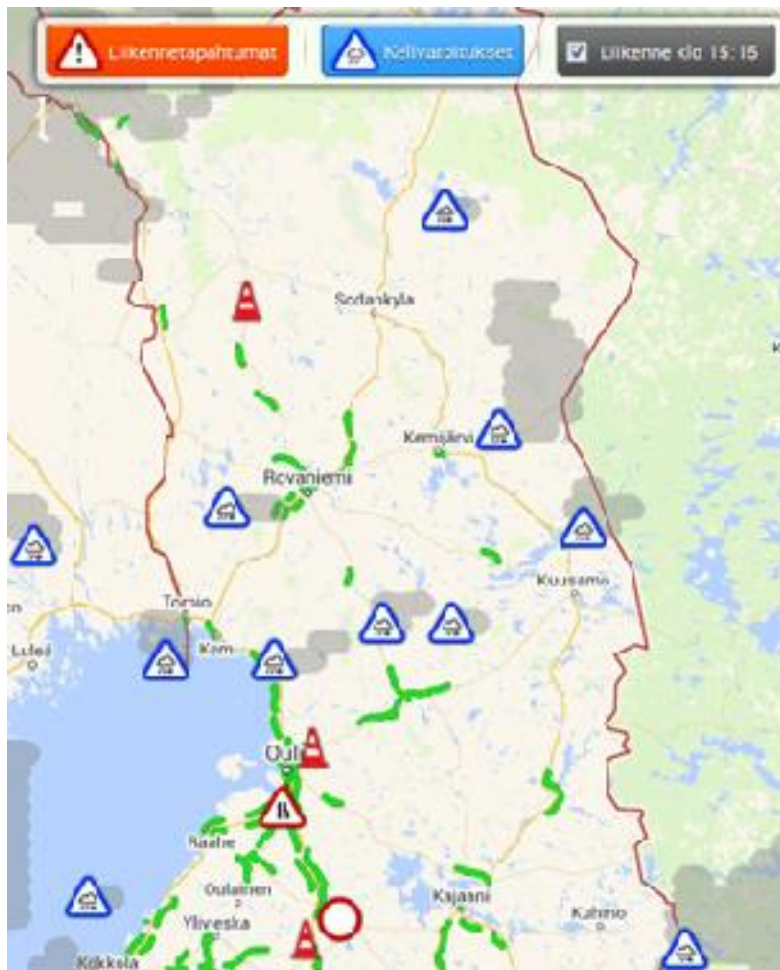 Liikennetapahtumat
Kelivaroitukset
Liikenne klo 15:15
Sodankylä
Kemijärvi
Rovaniemi
Kuusamo
Tornio
Kemi
Luleå
Oulu
Raahe
Oulainen
Kajaani
Kuhmo
Ylivieska
Kokkola